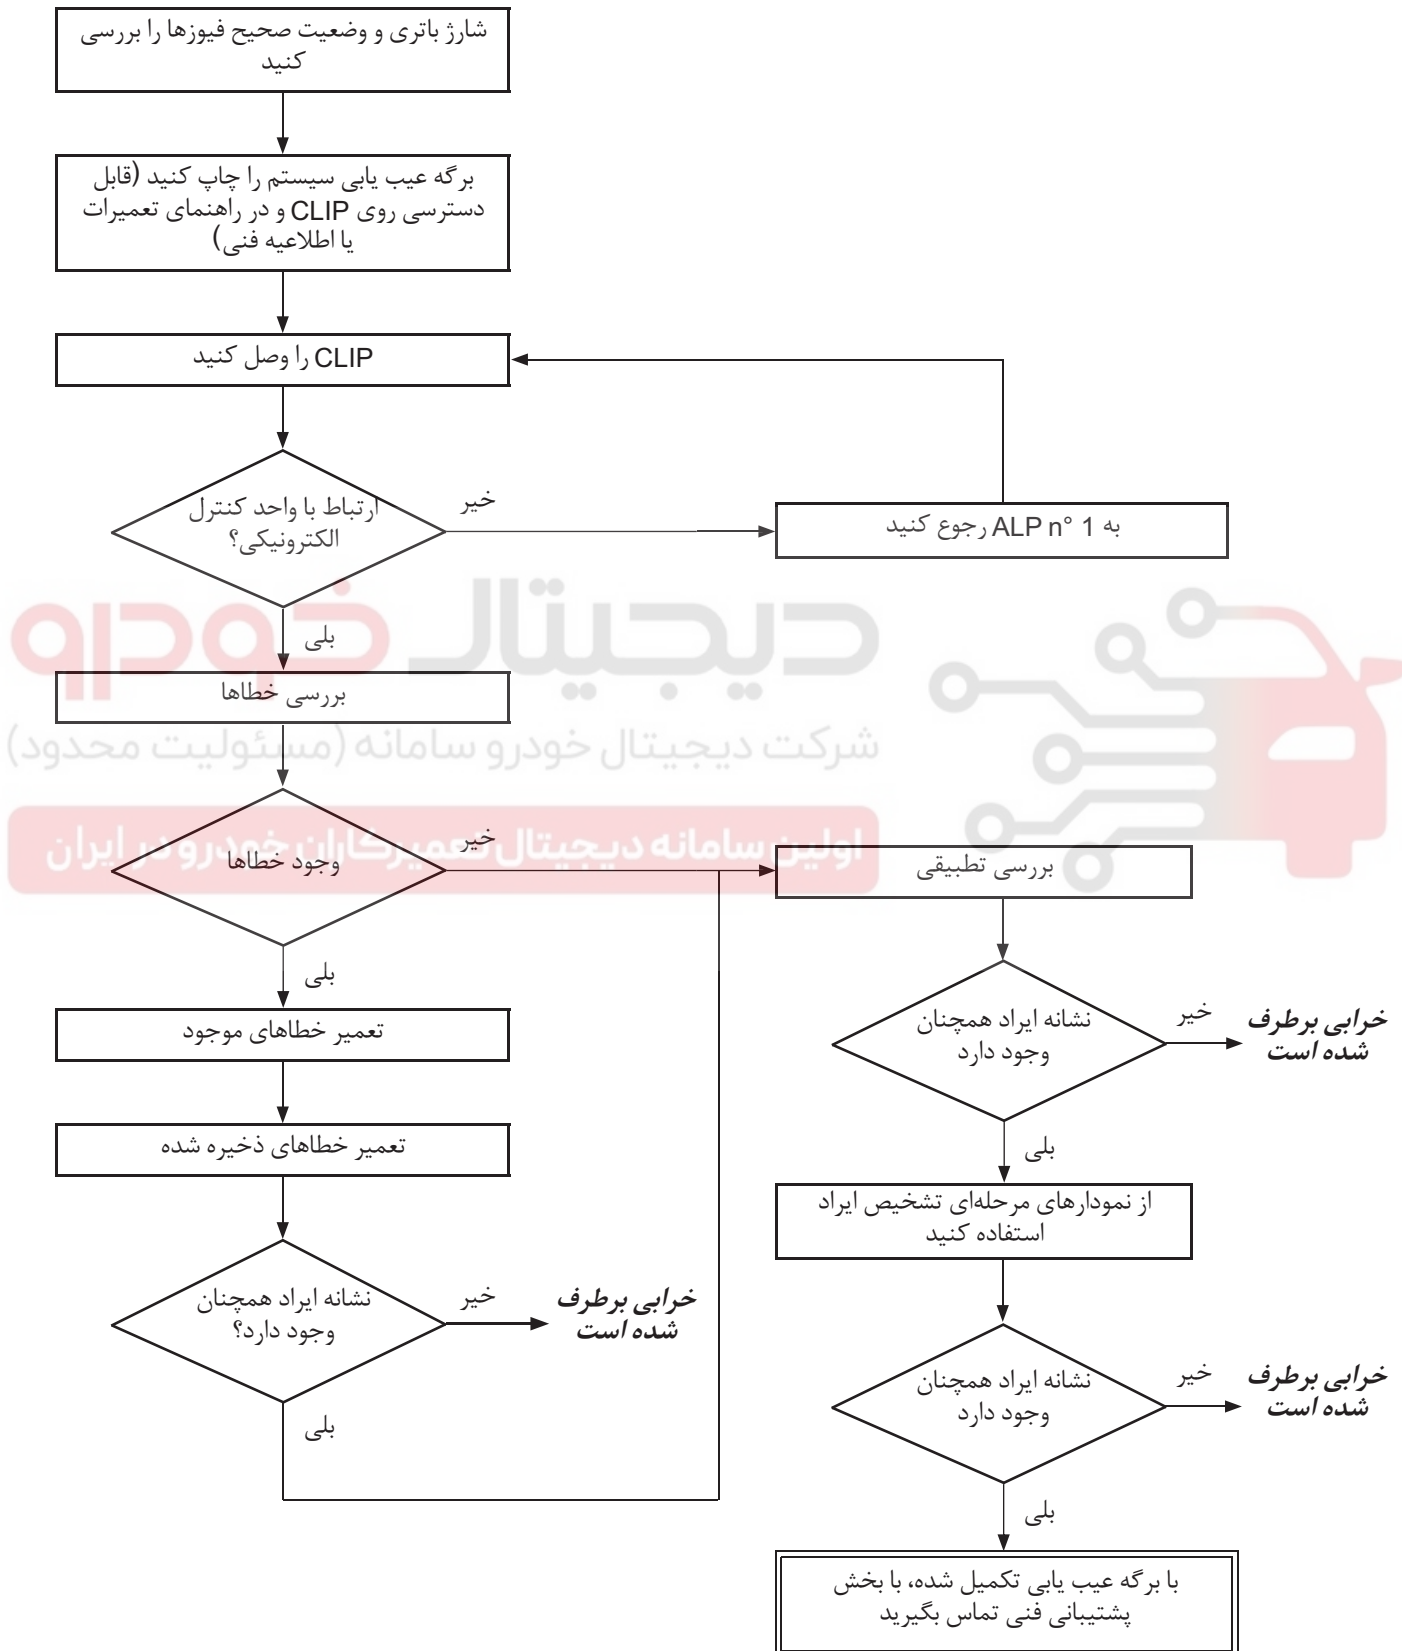 شارژ باتری و وضعیت صحیح فیوزها را بررسی
کنید
برگه عیب یابی سیستم را چاپ کنید (قابل
دسترسی روی CLIP و در راهنمای تعمیرات
یا اطلاعیه فنی)
CLIP را وصل کنید
ارتباط با واحد کنترل
الکترونیکی؟
خیر
به ALP n° 1 رجوع کنید
بلی
دیجیتال خودرو
بررسی خطاها
شرکت دیجیتال خودرو سامانه (مسئولیت محدود)
اولین سامانه دیجیتال تعمیرکاران خودرو در ایران
وجود خطاها
خیر
بررسی تطبیقی
بلی
تعمیر خطاهای موجود
نشانه ایراد همچنان
وجود دارد
خیر
خرابی برطرف
شده است
تعمیر خطاهای ذخیره شده
بلی
از نمودارهای مرحله‌ای تشخیص ایراد
استفاده کنید
نشانه ایراد همچنان
وجود دارد؟
خیر
خرابی برطرف
شده است
نشانه ایراد همچنان
وجود دارد
خیر
خرابی برطرف
شده است
بلی
بلی
با برگه عیب یابی تکمیل شده، با بخش
پشتیبانی فنی تماس بگیرید